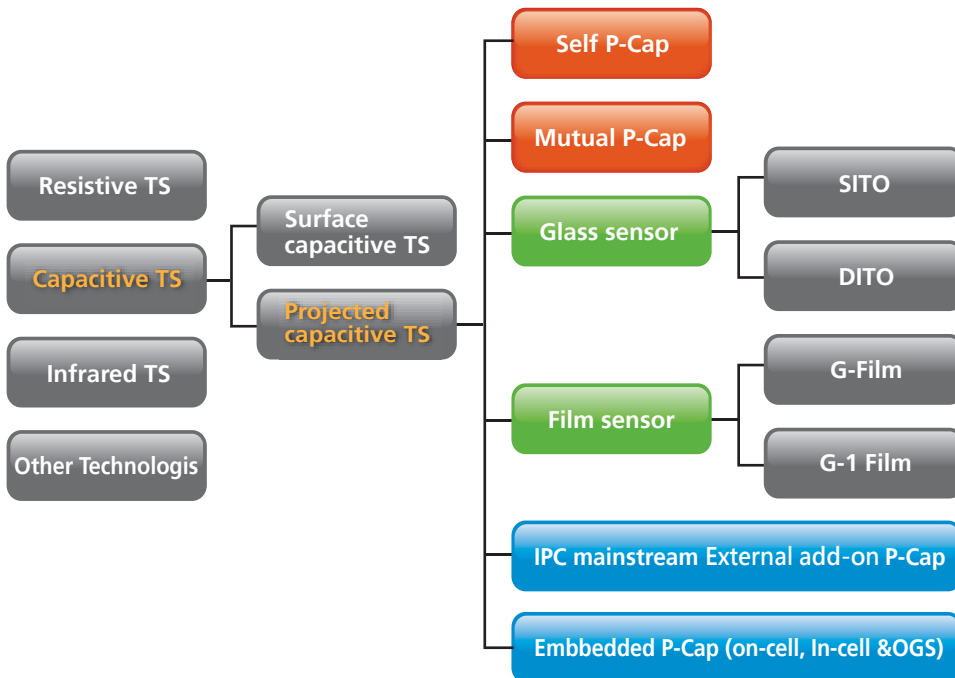 Resistive TS
Capacitive TS
Infrared TS
Other Technologis
Surface
capacitive TS
Projected
capacitive TS
Self P-Cap
Mutual P-Cap
Glass sensor
Film sensor
IPC mainstream External add-on P-Cap
Embbedded P-Cap (on-cell, In-cell &OGS)
SITO
DITO
G-Film
G-1 Film